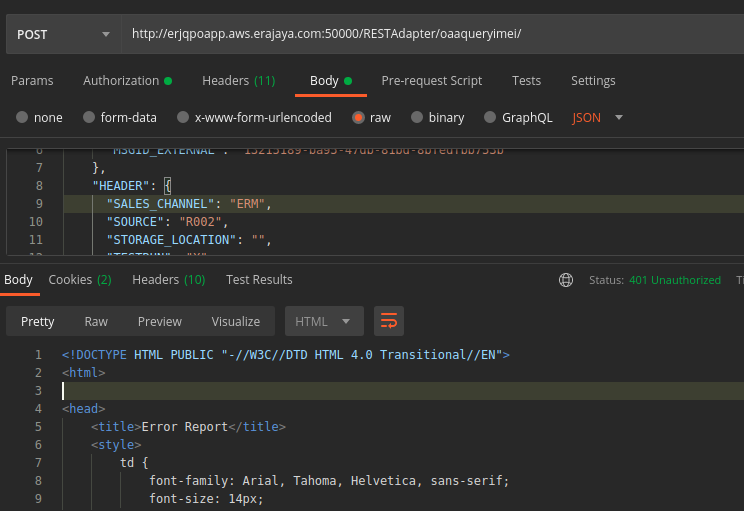 POST http://erjqpoapp.aws.erajaya.com:50000/RESTAdapter/oaaqueryimei/
Params Authorization Headers (11) Body Pre-request Script Tests Settings
none form-data x-www-form-urlencoded raw binary GraphQL JSON
6 "MSGID_EXTERNAL"
7 },
8 "HEADER": {
9 "SALES_CHANNEL": "ERM",
10 "SOURCE": "R002",
11 "STORAGE_LOCATION": "",
12 "TESTRUN": "X"
Body Cookies (2) Headers (10) Test Results Status: 401 Unauthorized Ti
Pretty Raw Preview Visualize HTML
1 <!DOCTYPE HTML PUBLIC "-//W3C//DTD HTML 4.0 Transitional//EN">
2 <html>
3
4 <head>
5 <title>Error Report</title>
6 <style>
7 td {
8 font-family: Arial, Tahoma, Helvetica, sans-serif;
9 font-size: 14px;